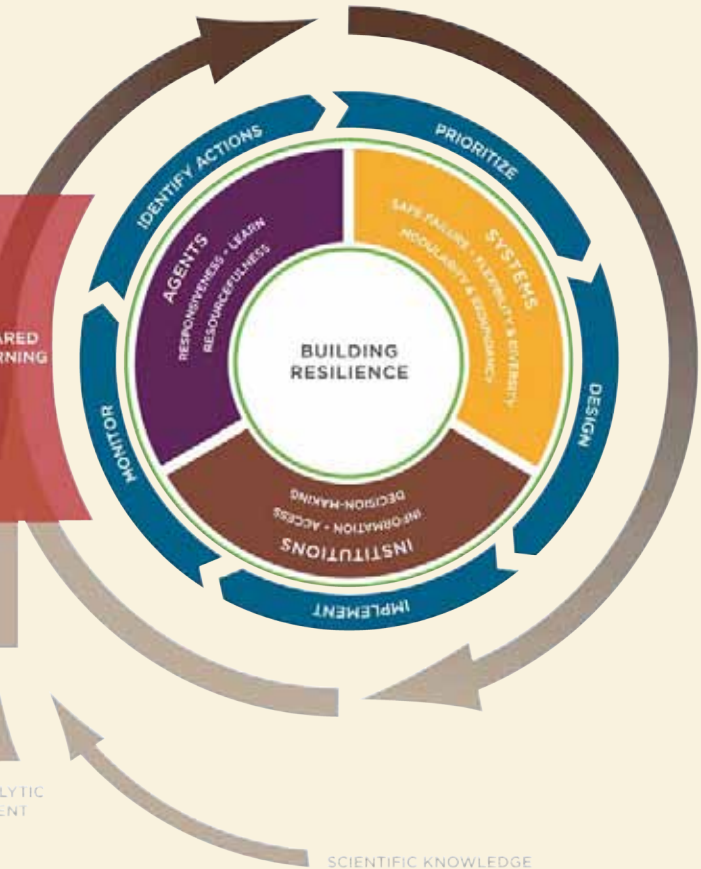 IDENTIFY ACTIONS
PRIORITIZE
DESIGN
IMPLEMENT
MONITOR
AGENTS
RESPONSIVENESS • LEARN
RESOURCEFULNESS
SYSTEMS
SAFE FAILURE • FLEXIBILITY & DIVERSITY
MODULARITY & REDUNDANCY
INSTITUTIONS
INFORMATION • ACCESS
DECISION-MAKING
BUILDING
RESILIENCE
ARED
RNING
LYTIC
ENT
SCIENTIFIC KNOWLEDGE